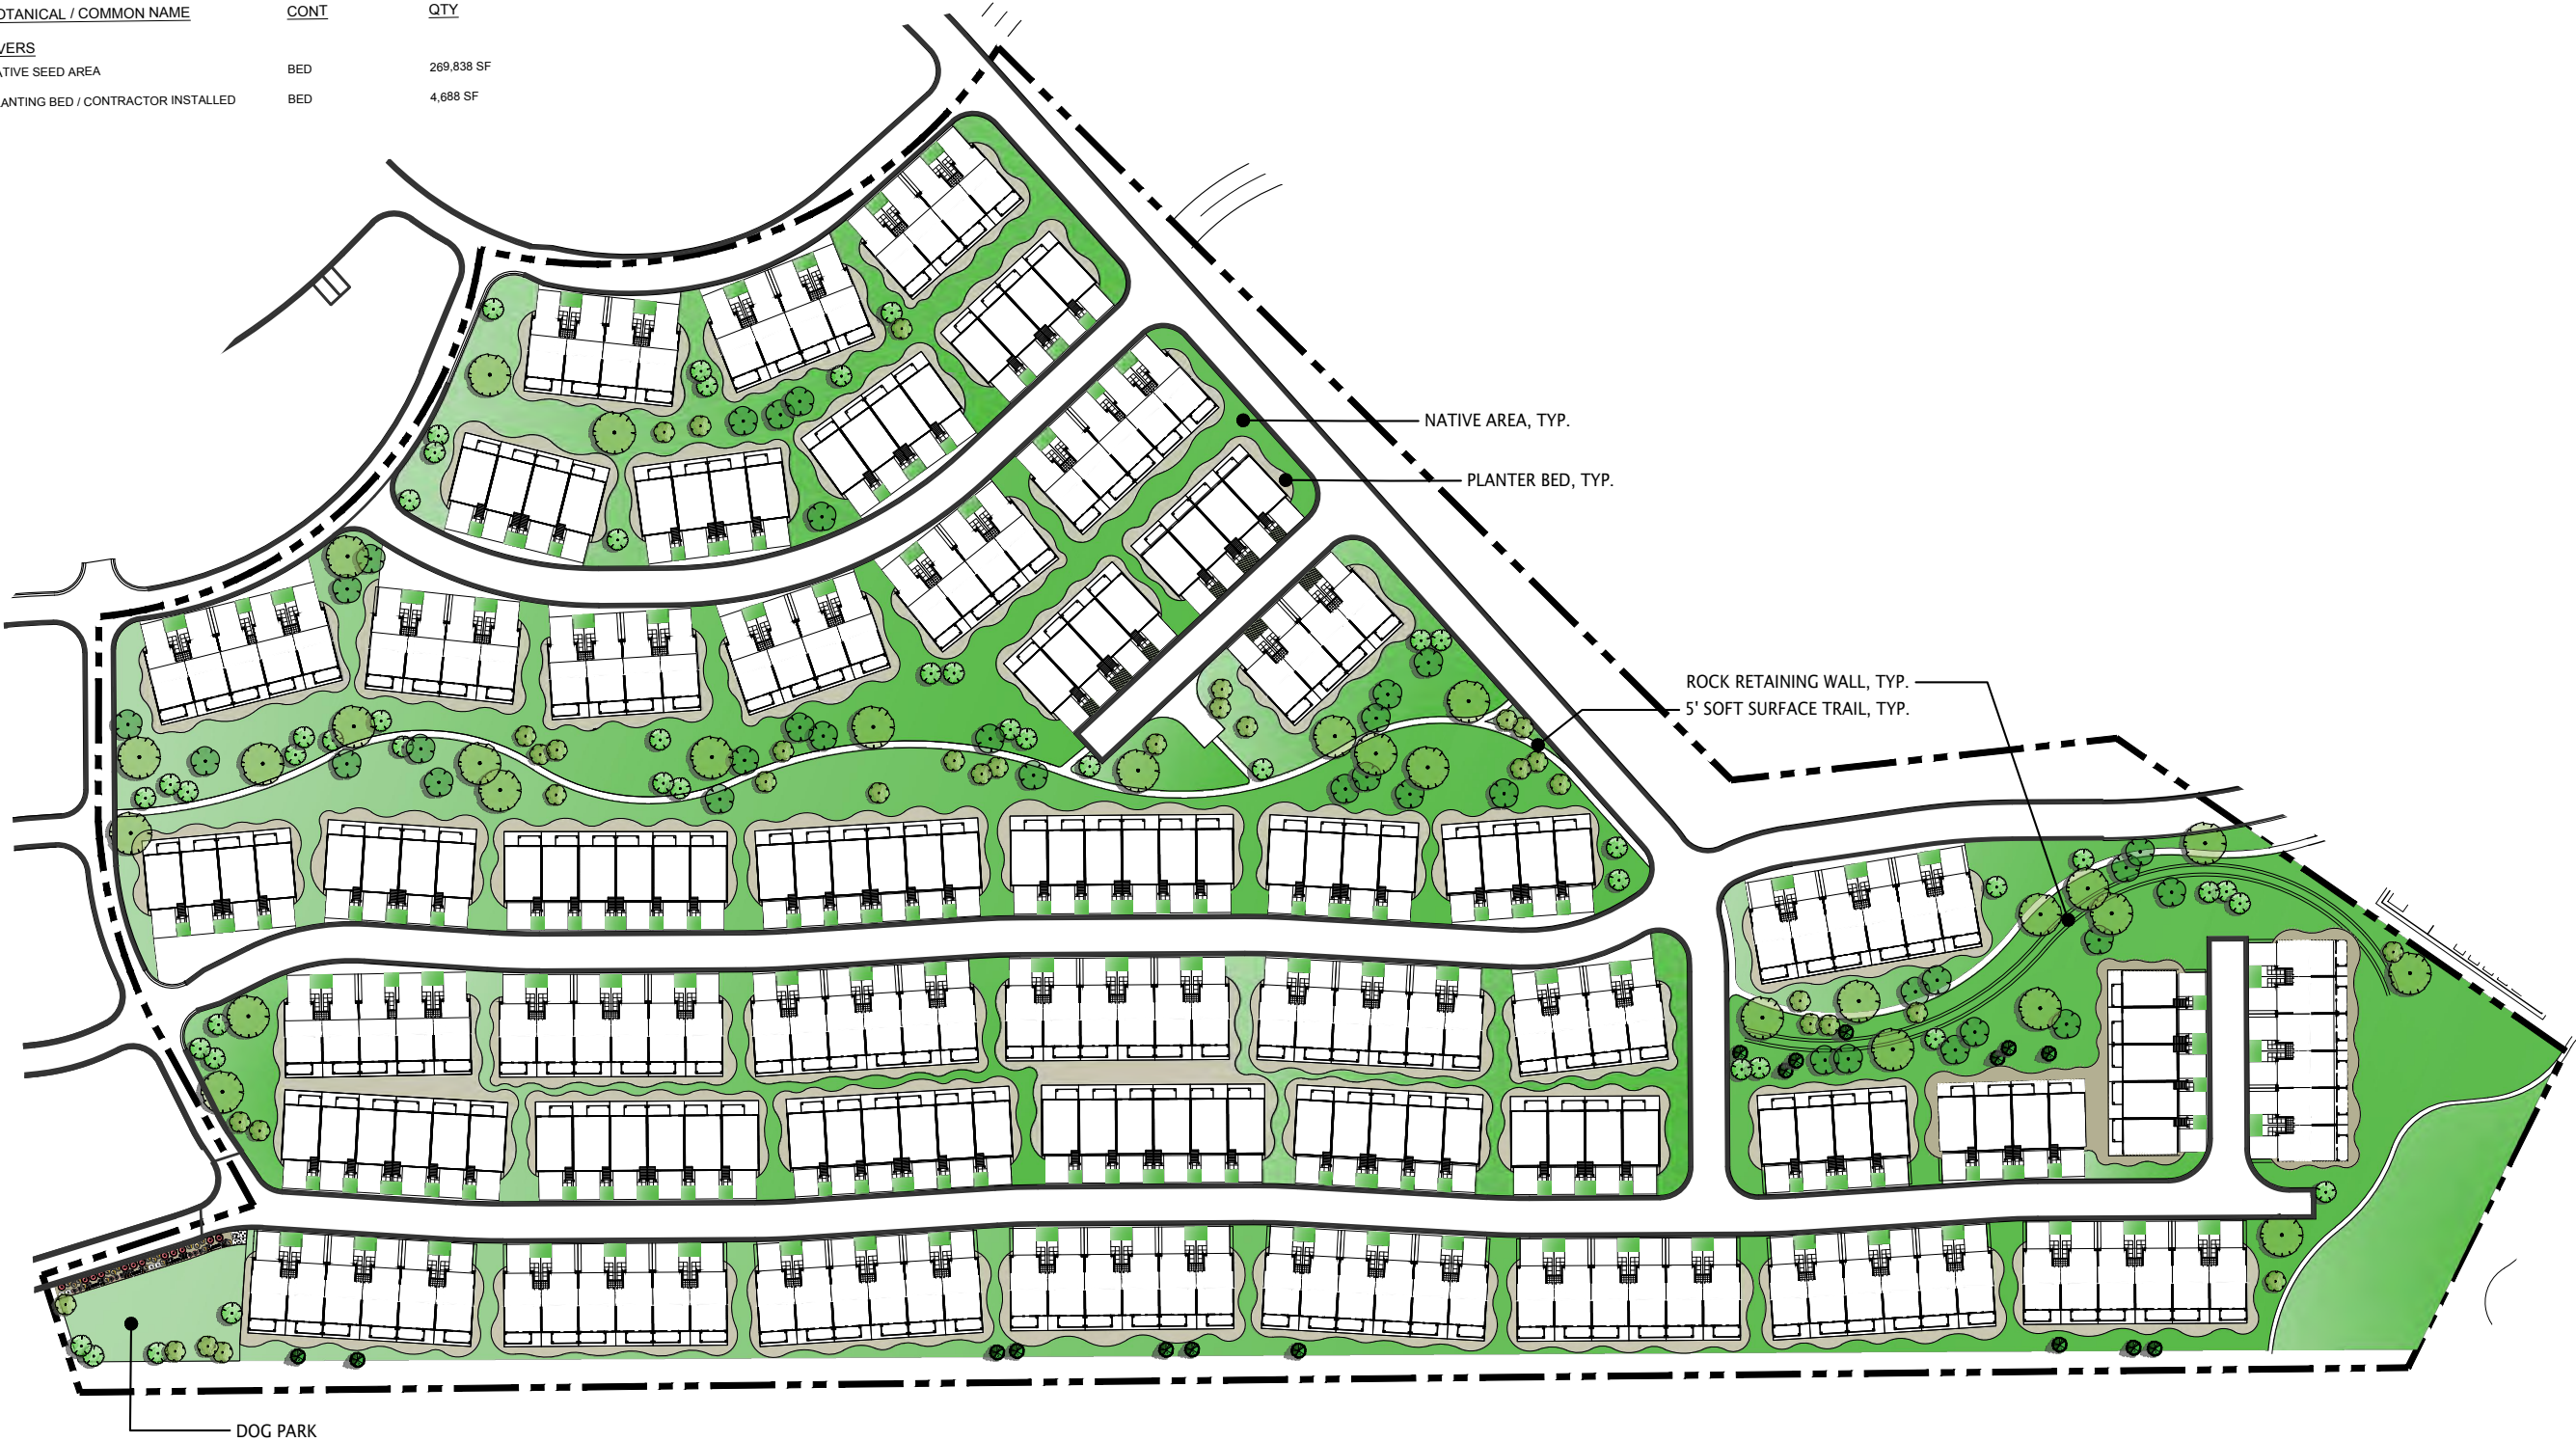 OTANICAL / COMMON NAME CONT QTY
VERS
ATIVE SEED AREA BED 269,838 SF
ANTING BED / CONTRACTOR INSTALLED BED 4,688 SF
NATIVE AREA, TYP.
PLANTER BED, TYP.
ROCK RETAINING WALL, TYP.
5' SOFT SURFACE TRAIL, TYP.
DOG PARK